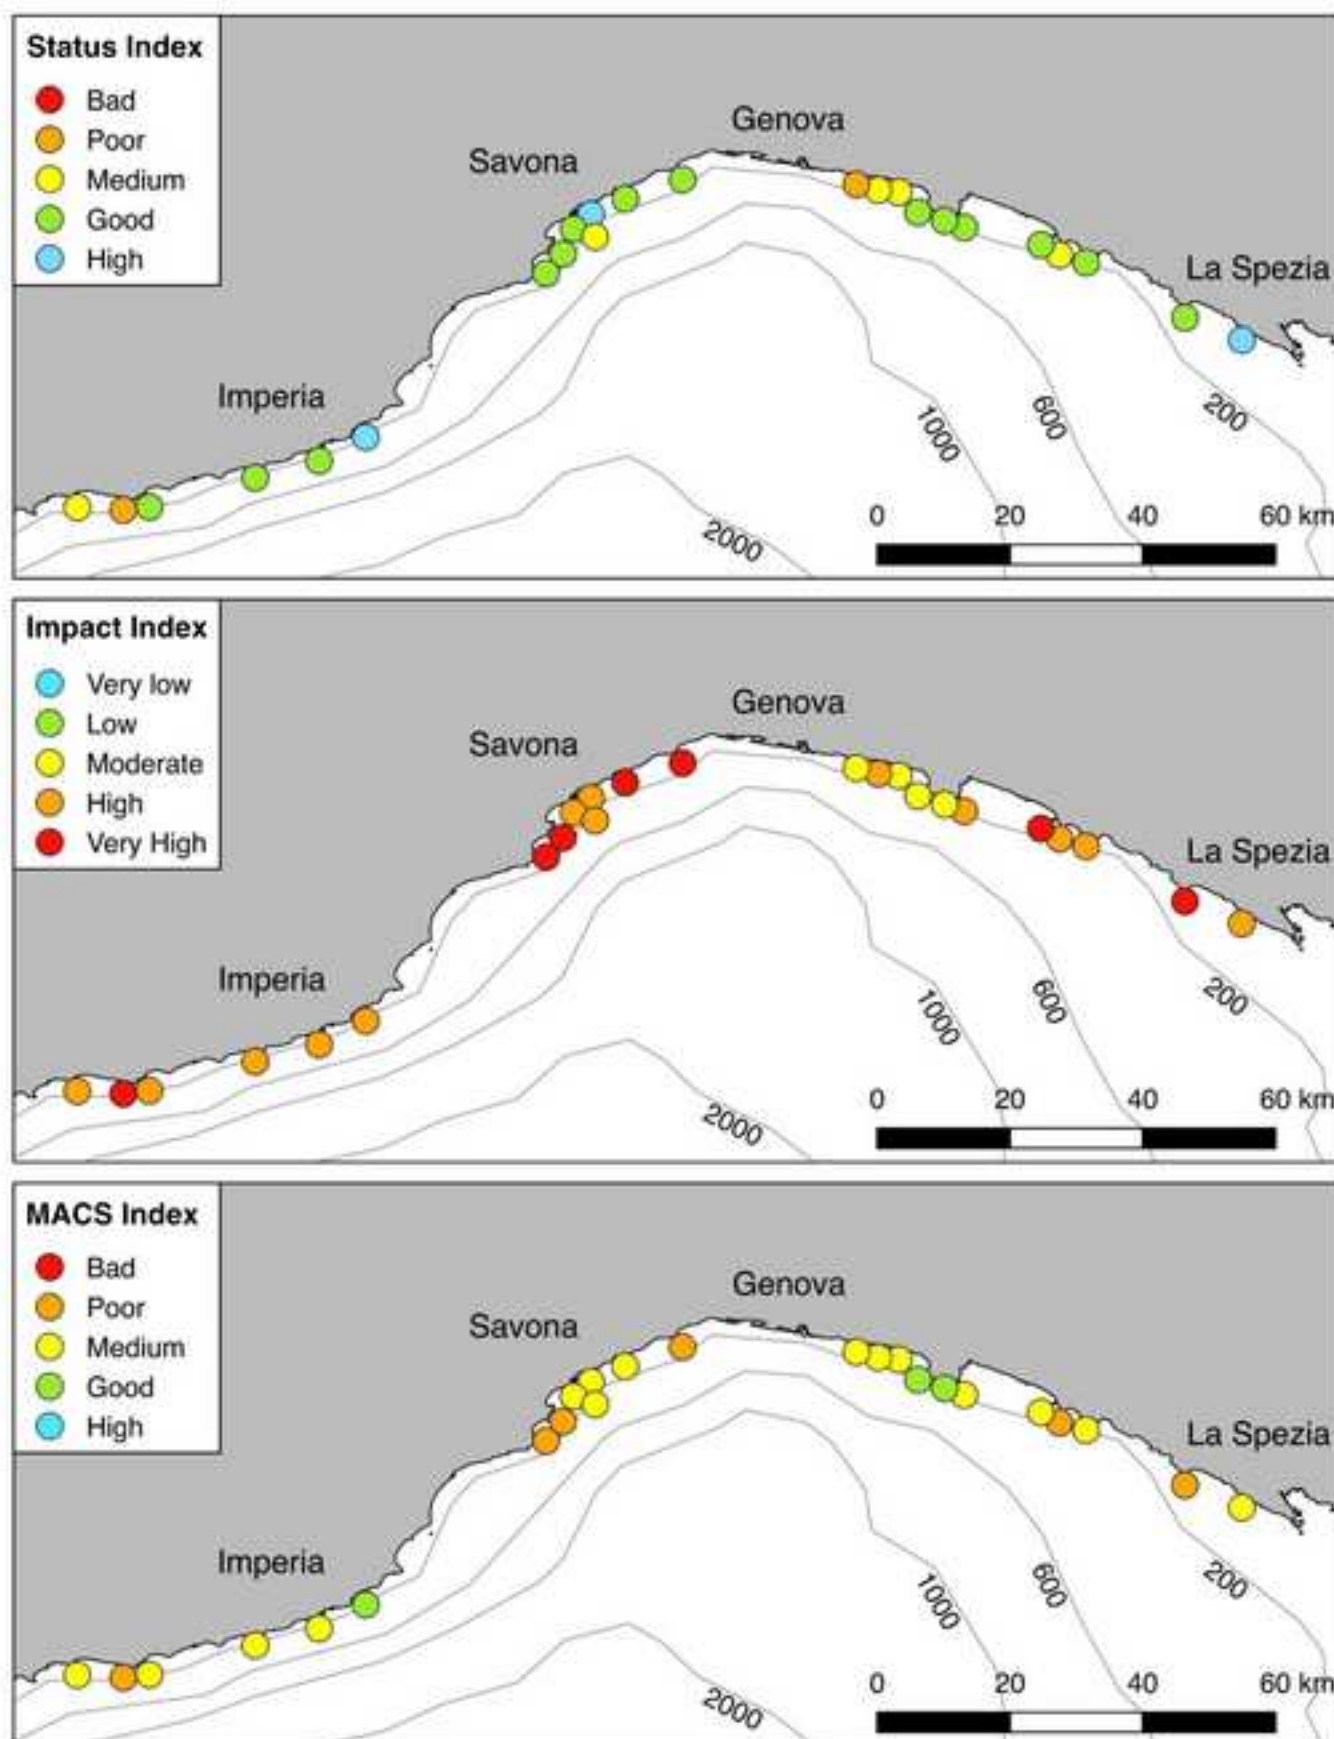 Status Index
Bad
Poor
Medium
Good
High
Genova
Savona
La Spezia
Imperia
1000
600
200
2000
0 20 40 60 km
Impact Index
Very low
Low
Moderate
High
Very High
Genova
Savona
La Spezia
Imperia
1000
600
200
2000
0 20 40 60 km
MACS Index
Bad
Poor
Medium
Good
High
Genova
Savona
La Spezia
Imperia
1000
600
200
2000
0 20 40 60 km